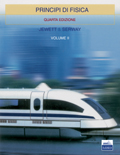 PRINCIPI DI FISICA
QUARTA EDIZIONE
JEWETT & SERWAY
VOLUME II